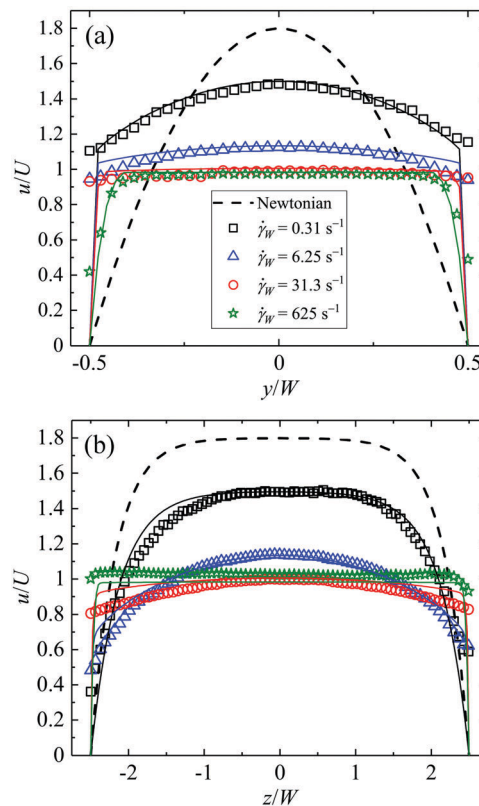 (a)
1.8
1.6
1.4
1.2
1
0.8
0.6
0.4
0.2
0
u/U
Newtonian
γ̇W = 0.31 s⁻¹
γ̇W = 6.25 s⁻¹
γ̇W = 31.3 s⁻¹
γ̇W = 625 s⁻¹
-0.5 0 0.5
y/W
(b)
1.8
1.6
1.4
1.2
1
0.8
0.6
0.4
0.2
0
u/U
-2 -1 0 1 2
z/W